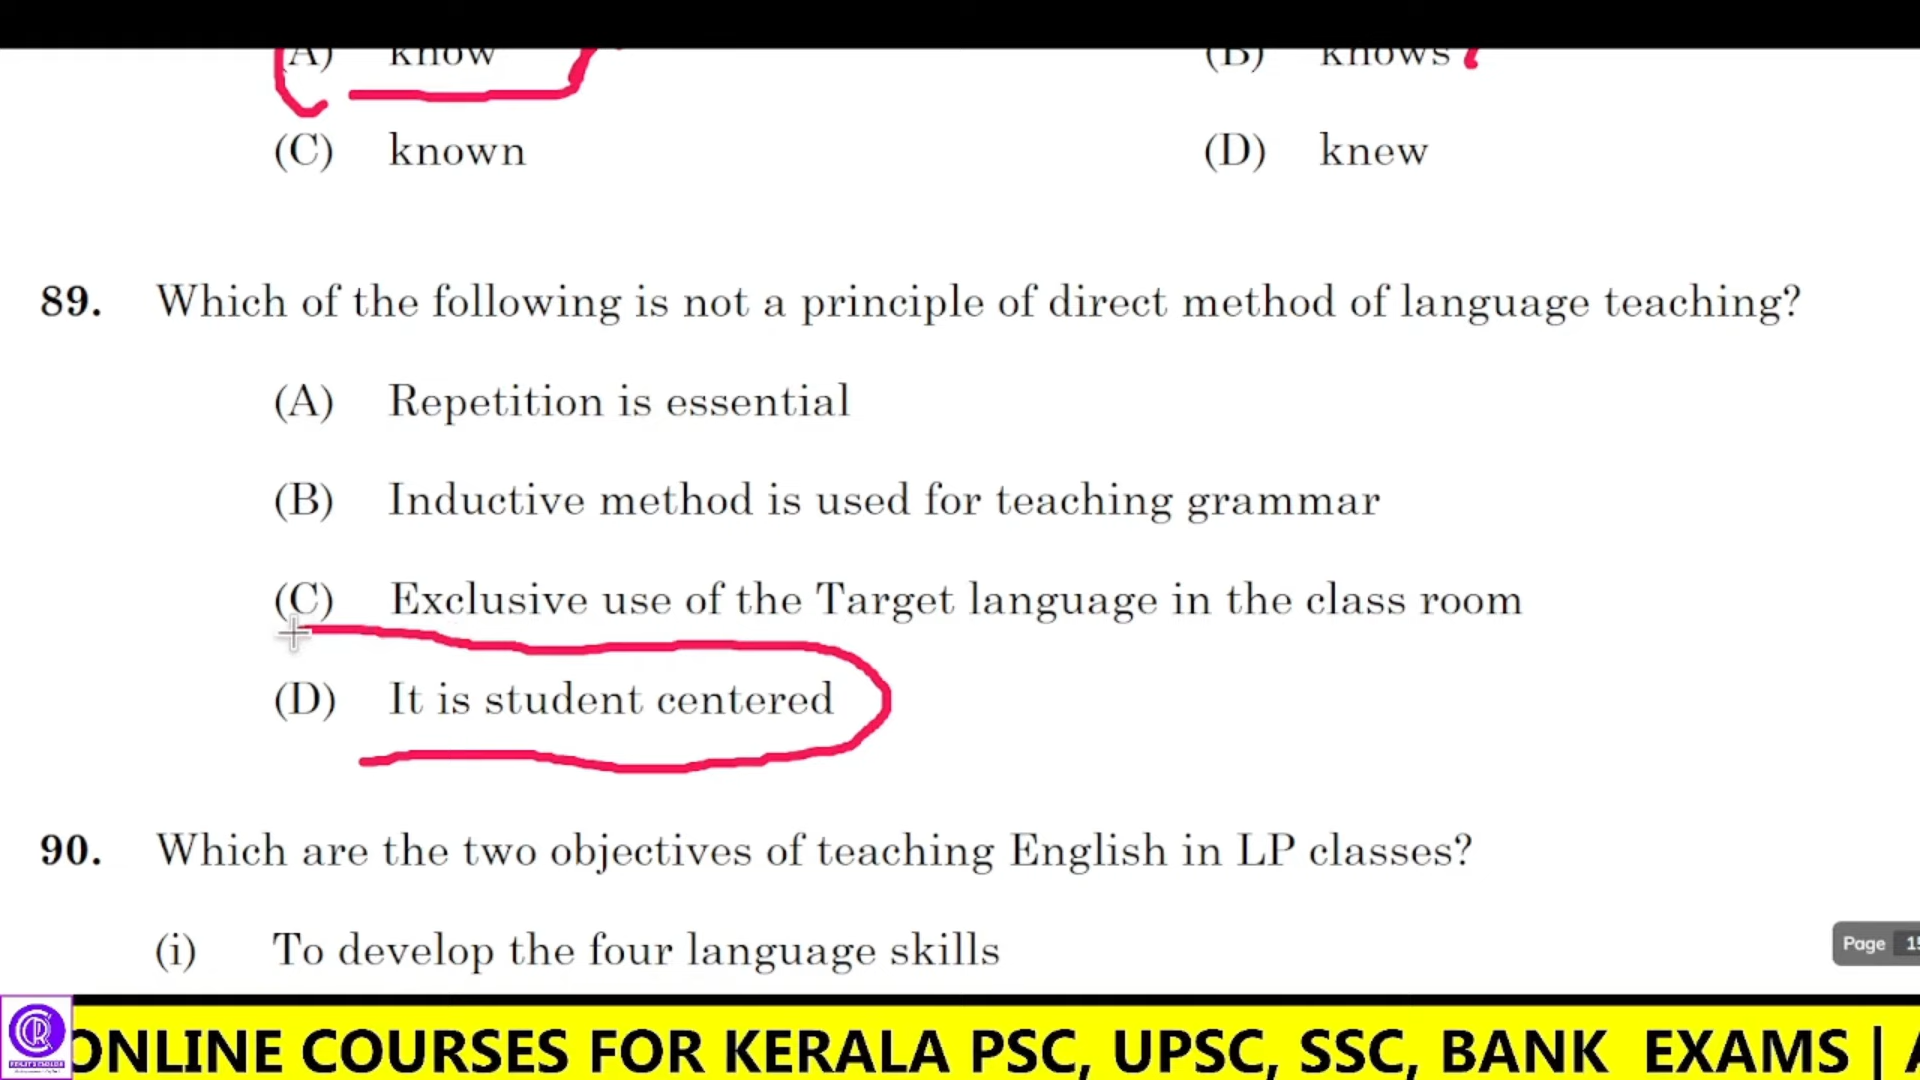 (A) know (B) knows
(C) known (D) knew
89. Which of the following is not a principle of direct method of language teaching?
(A) Repetition is essential
(B) Inductive method is used for teaching grammar
(C) Exclusive use of the Target language in the class room
(D) It is student centered
90. Which are the two objectives of teaching English in LP classes?
(i) To develop the four language skills
Page 15
ONLINE COURSES FOR KERALA PSC, UPSC, SSC, BANK EXAMS | A